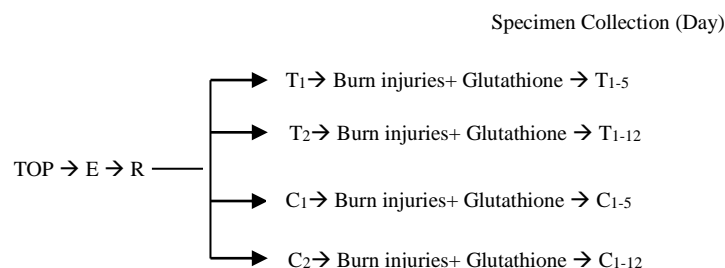 Specimen Collection (Day)
T1→ Burn injuries+ Glutathione → T1-5
T2→ Burn injuries+ Glutathione → T1-12
TOP → E → R
C1→ Burn injuries+ Glutathione → C1-5
C2→ Burn injuries+ Glutathione → C1-12